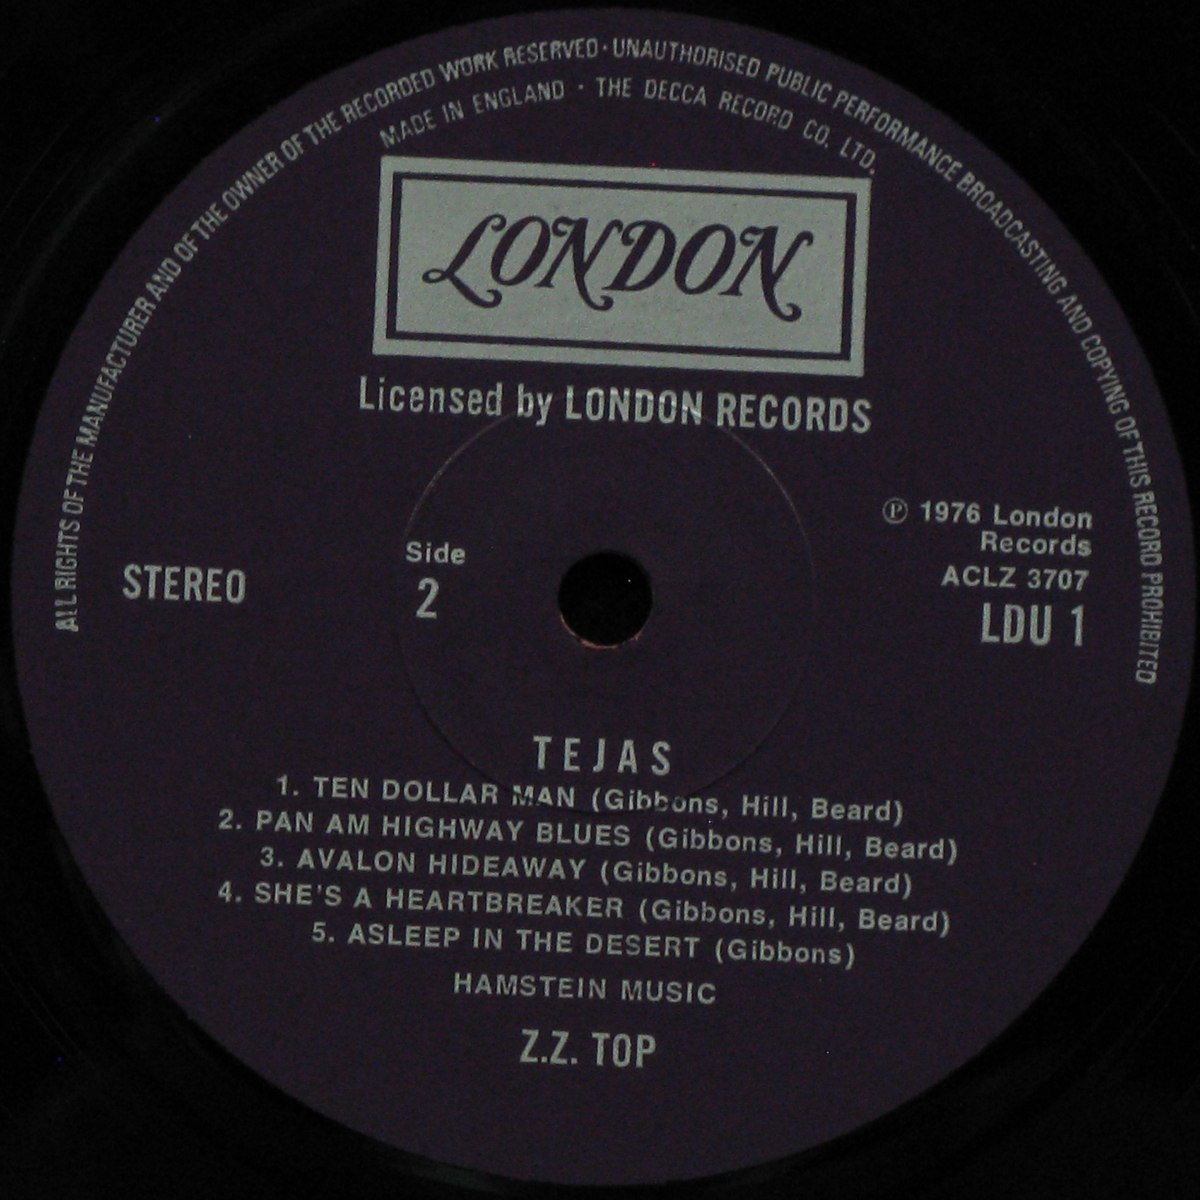 ALL RIGHTS OF THE MANUFACTURER AND OF THE OWNER OF THE RECORDED WORK RESERVED · UNAUTHORISED PUBLIC PERFORMANCE BROADCASTING AND COPYING OF THIS RECORD PROHIBITED
MADE IN ENGLAND · THE DECCA RECORD CO. LTD.
LONDON
Licensed by LONDON RECORDS
℗ 1976 London
Records
ACLZ 3707
LDU 1
STEREO
Side
2
TEJAS
1. TEN DOLLAR MAN (Gibbons, Hill, Beard)
2. PAN AM HIGHWAY BLUES (Gibbons, Hill, Beard)
3. AVALON HIDEAWAY (Gibbons, Hill, Beard)
4. SHE'S A HEARTBREAKER (Gibbons, Hill, Beard)
5. ASLEEP IN THE DESERT (Gibbons)
HAMSTEIN MUSIC
Z.Z. TOP